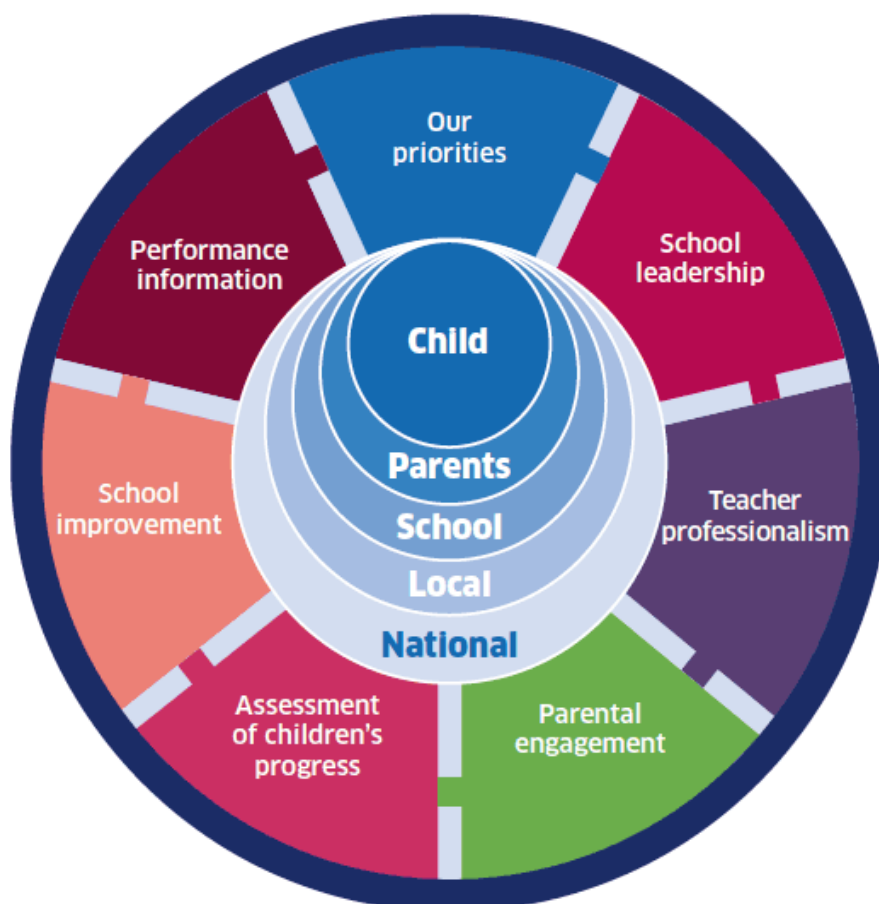 Our
priorities
School
leadership
Teacher
professionalism
Parental
engagement
Assessment
of children's
progress
School
improvement
Performance
information
Child
Parents
School
Local
National